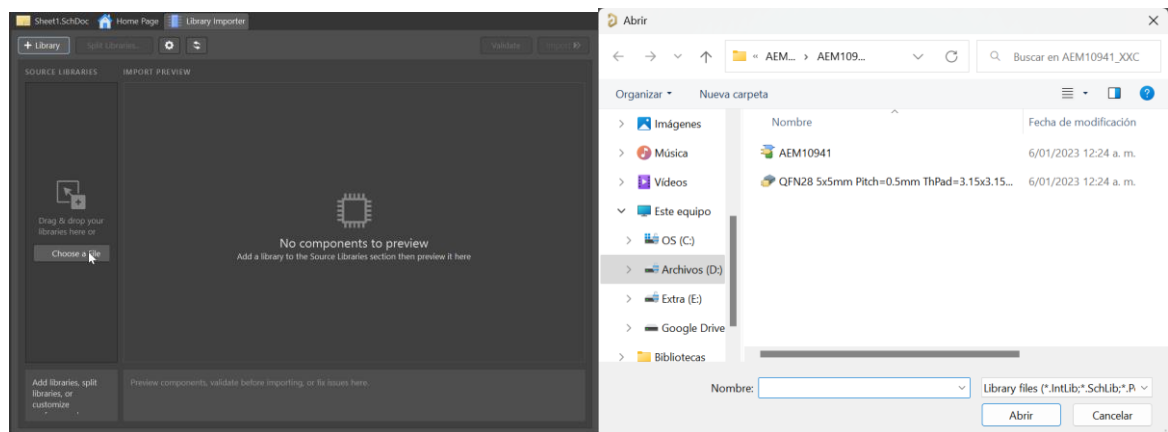 Sheet1.SchDoc Home Page Library Importer
+ Library Split Libraries... Validate Import
SOURCE LIBRARIES IMPORT PREVIEW
Drag & drop your
libraries here or
Choose a File
No components to preview
Add a library to the Source Libraries section then preview it here
Add libraries, split
libraries, or
customize
Preview components, validate before importing, or fix issues here.
Abrir
« AEM... › AEM109...
Buscar en AEM10941_XXC
Organizar Nueva carpeta
Nombre Fecha de modificación
Imágenes
AEM10941 6/01/2023 12:24 a. m.
Música
QFN28 5x5mm Pitch=0.5mm ThPad=3.15x3.15... 6/01/2023 12:24 a. m.
Vídeos
Este equipo
OS (C:)
Archivos (D:)
Extra (E:)
Google Drive
Bibliotecas
Nombre: Library files (*.IntLib;*.SchLib;*.P
Abrir Cancelar